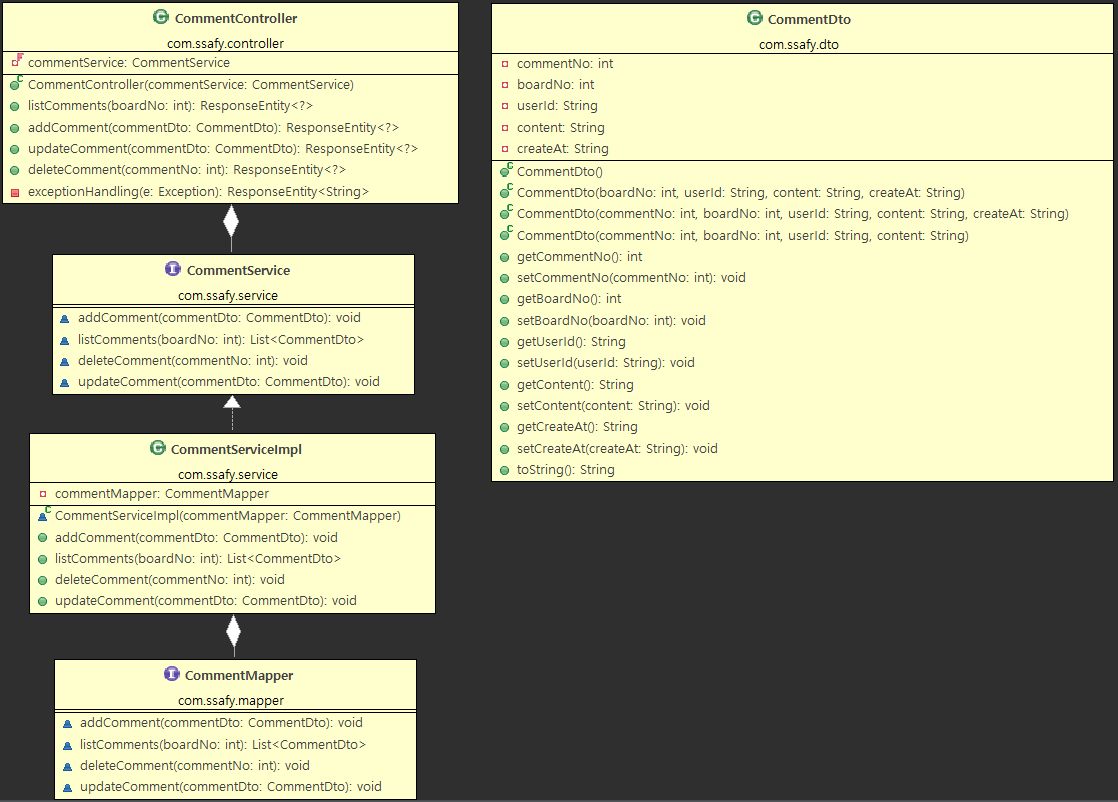 CommentController
com.ssafy.controller
commentService: CommentService
CommentController(commentService: CommentService)
listComments(boardNo: int): ResponseEntity<?>
addComment(commentDto: CommentDto): ResponseEntity<?>
updateComment(commentDto: CommentDto): ResponseEntity<?>
deleteComment(commentNo: int): ResponseEntity<?>
exceptionHandling(e: Exception): ResponseEntity<String>
CommentService
com.ssafy.service
addComment(commentDto: CommentDto): void
listComments(boardNo: int): List<CommentDto>
deleteComment(commentNo: int): void
updateComment(commentDto: CommentDto): void
CommentServiceImpl
com.ssafy.service
commentMapper: CommentMapper
CommentServiceImpl(commentMapper: CommentMapper)
addComment(commentDto: CommentDto): void
listComments(boardNo: int): List<CommentDto>
deleteComment(commentNo: int): void
updateComment(commentDto: CommentDto): void
CommentMapper
com.ssafy.mapper
addComment(commentDto: CommentDto): void
listComments(boardNo: int): List<CommentDto>
deleteComment(commentNo: int): void
updateComment(commentDto: CommentDto): void
CommentDto
com.ssafy.dto
commentNo: int
boardNo: int
userId: String
content: String
createAt: String
CommentDto()
CommentDto(boardNo: int, userId: String, content: String, createAt: String)
CommentDto(commentNo: int, boardNo: int, userId: String, content: String, createAt: String)
CommentDto(commentNo: int, boardNo: int, userId: String, content: String)
getCommentNo(): int
setCommentNo(commentNo: int): void
getBoardNo(): int
setBoardNo(boardNo: int): void
getUserId(): String
setUserId(userId: String): void
getContent(): String
setContent(content: String): void
getCreateAt(): String
setCreateAt(createAt: String): void
toString(): String